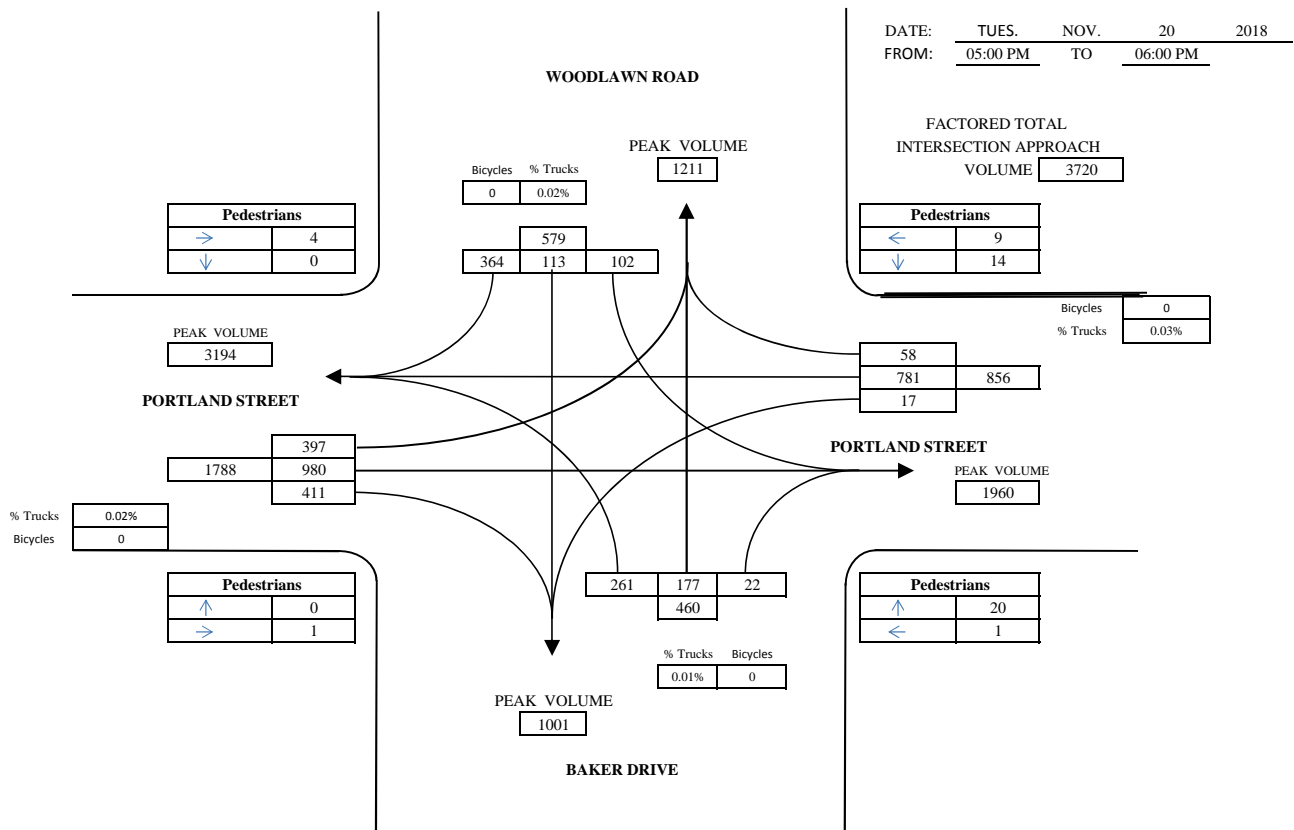 DATE: TUES. NOV. 20 2018
FROM: 05:00 PM TO 06:00 PM
WOODLAWN ROAD
FACTORED TOTAL
INTERSECTION APPROACH
VOLUME 3720
PEAK VOLUME
1211
Bicycles % Trucks
0 0.02%
Pedestrians
→ 4
↓ 0
579
364 113 102
Pedestrians
← 9
↓ 14
Bicycles 0
% Trucks 0.03%
PEAK VOLUME
3194
58
781 856
17
PORTLAND STREET
PORTLAND STREET
397
1788 980
411
PEAK VOLUME
1960
% Trucks 0.02%
Bicycles 0
Pedestrians
↑ 0
→ 1
261 177 22
460
Pedestrians
↑ 20
← 1
% Trucks Bicycles
0.01% 0
PEAK VOLUME
1001
BAKER DRIVE